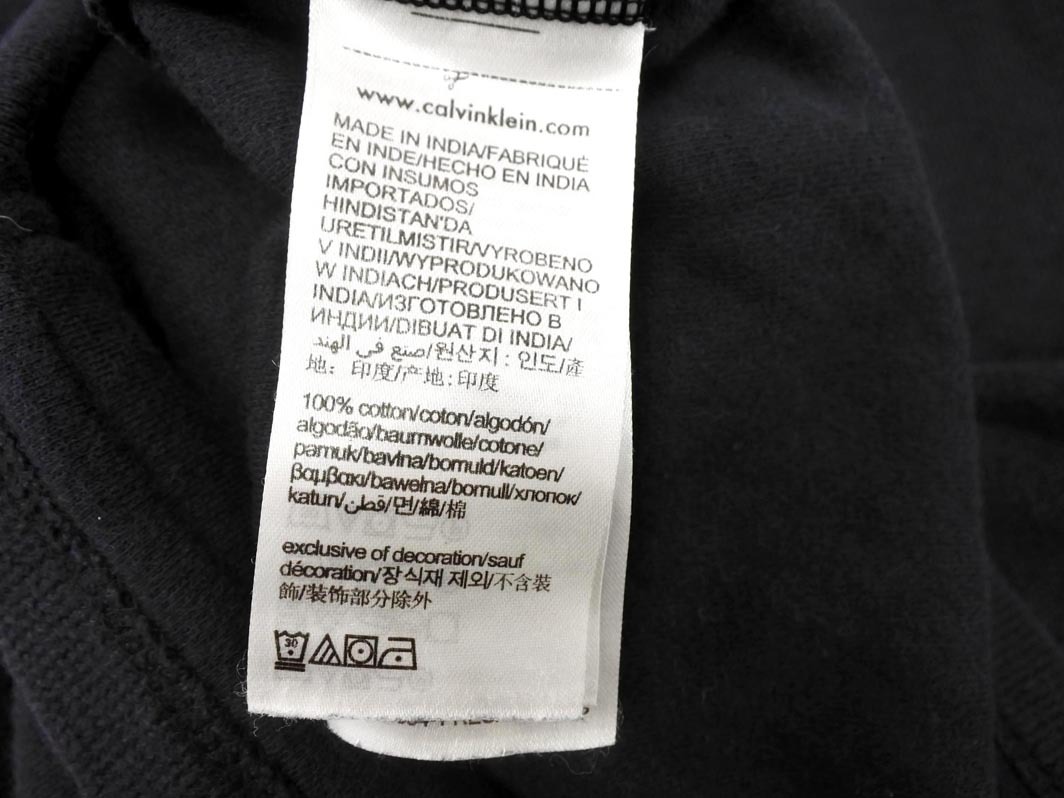 www.calvinklein.com
MADE IN INDIA/FABRIQUÉ
EN INDE/HECHO EN INDIA
CON INSUMOS
IMPORTADOS/
HINDISTAN'DA
URETILMISTIR/VYROBENO
V INDII/WYPRODUKOWANO
W INDIACH/PRODUSERT I
INDIA/ИЗГОТОВЛЕНО В
ИНДИИ/DIBUAT DI INDIA/
صنع في الهند/원산지 : 인도/產
地: 印度/产地:印度
100% cotton/coton/algodón/
algodão/baumwolle/cotone/
pamuk/bavlna/bomuld/katoen/
βαμβακι/bawełna/bomull/хлопок/
katun/قطن/면/綿/棉
exclusive of decoration/sauf
décoration/장식재 제외/不含裝
飾/装饰部分除外
30